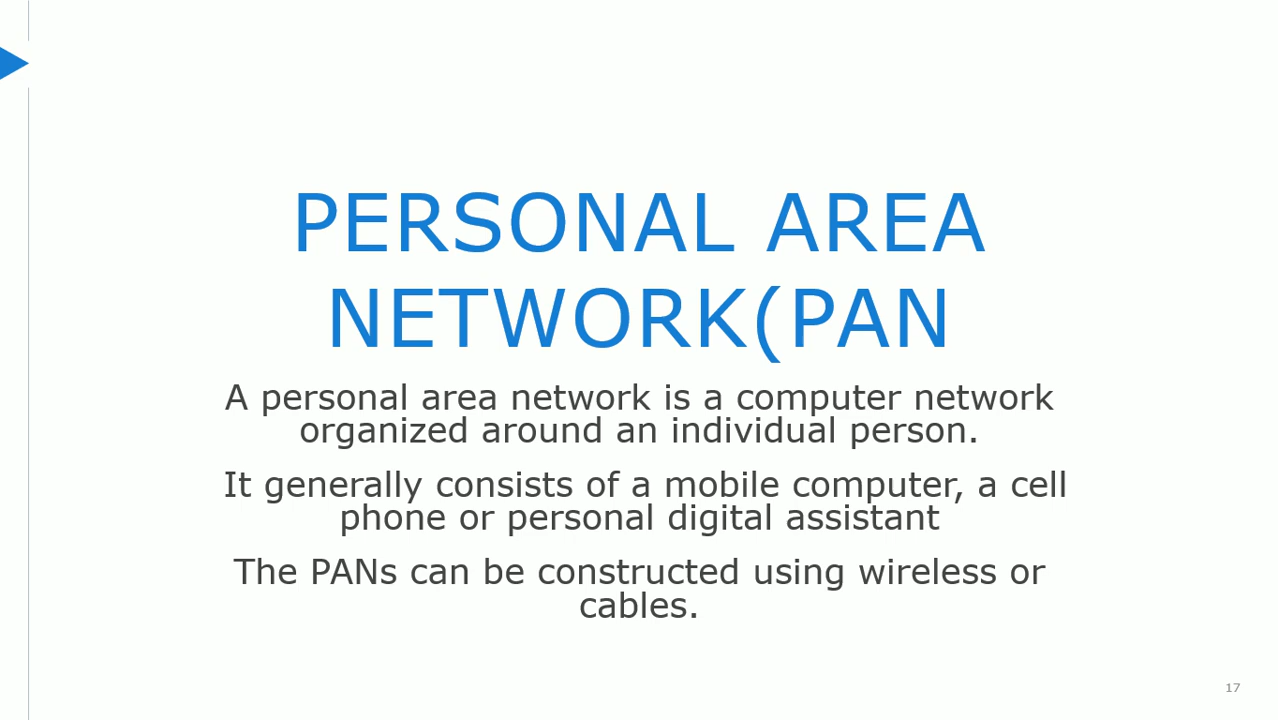 PERSONAL AREA
NETWORK(PAN
A personal area network is a computer network
organized around an individual person.
It generally consists of a mobile computer, a cell
phone or personal digital assistant
The PANs can be constructed using wireless or
cables.
17